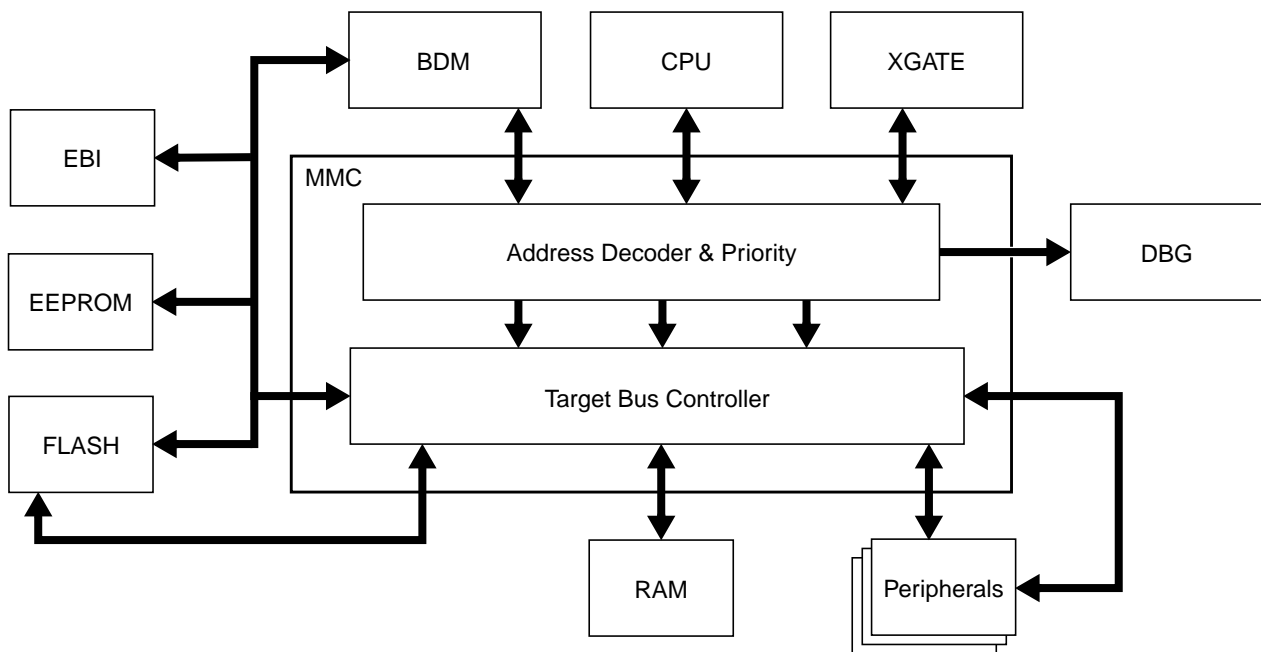 BDM
CPU
XGATE
EBI
MMC
Address Decoder & Priority
DBG
EEPROM
Target Bus Controller
FLASH
RAM
Peripherals